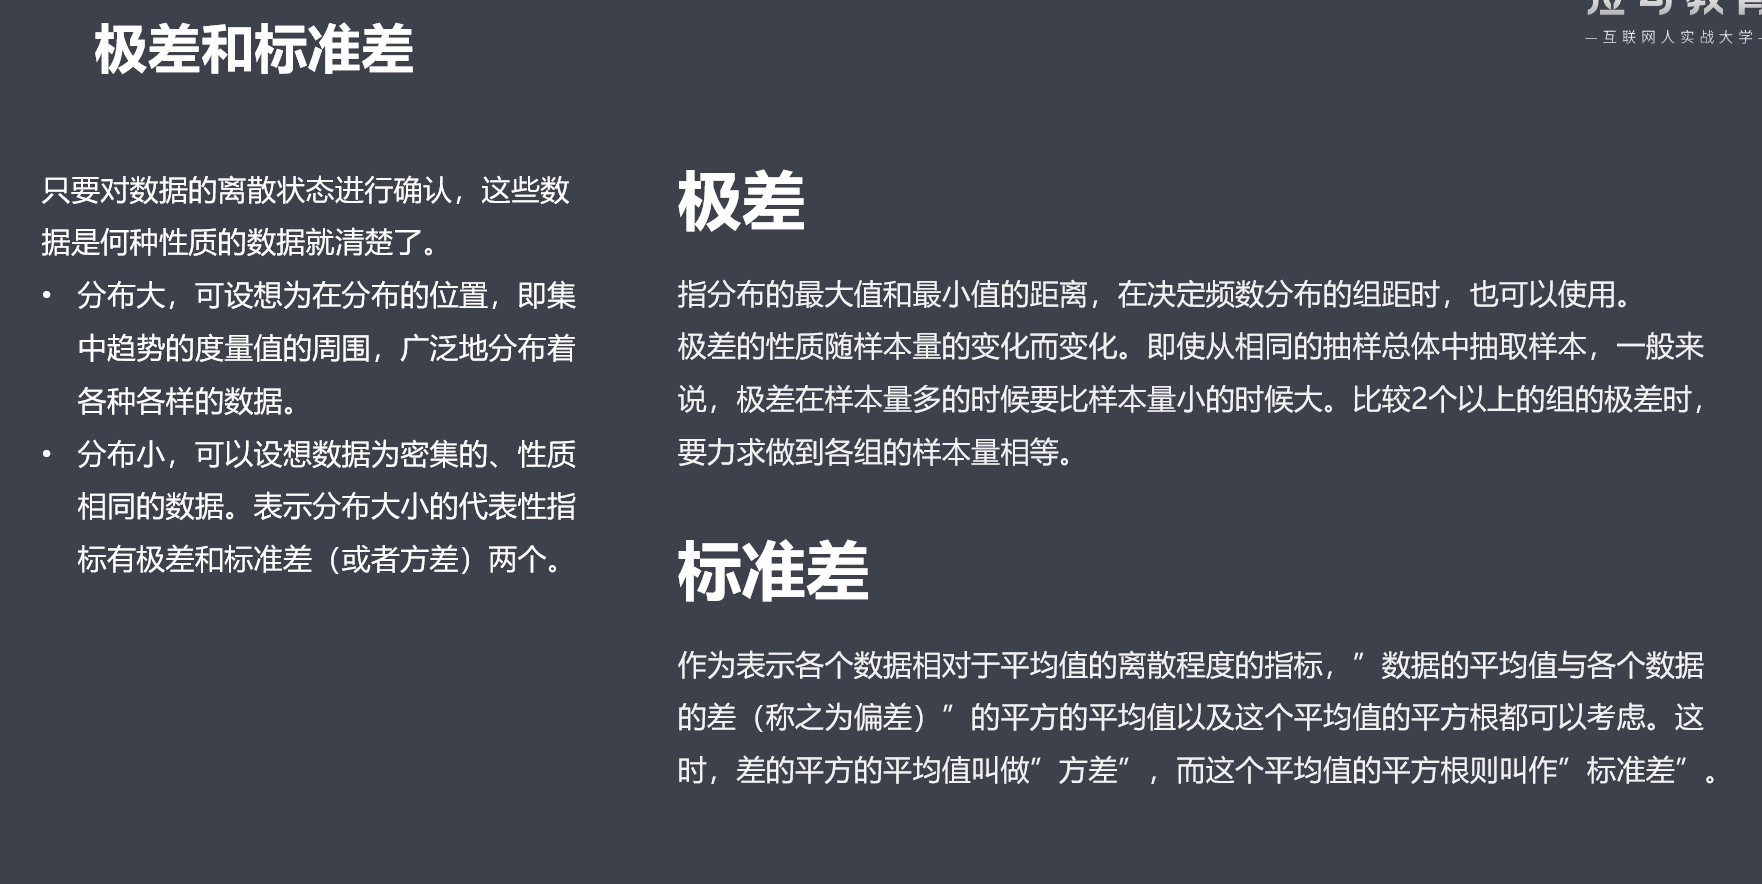 极差和标准差
—互联网人实战大学-
只要对数据的离散状态进行确认，这些数
据是何种性质的数据就清楚了。
• 分布大，可设想为在分布的位置，即集
中趋势的度量值的周围，广泛地分布着
各种各样的数据。
• 分布小，可以设想数据为密集的、性质
相同的数据。表示分布大小的代表性指
标有极差和标准差（或者方差）两个。
极差
指分布的最大值和最小值的距离，在决定频数分布的组距时，也可以使用。
极差的性质随样本量的变化而变化。即使从相同的抽样总体中抽取样本，一般来
说，极差在样本量多的时候要比样本量小的时候大。比较2个以上的组的极差时，
要力求做到各组的样本量相等。
标准差
作为表示各个数据相对于平均值的离散程度的指标，”数据的平均值与各个数据
的差（称之为偏差）”的平方的平均值以及这个平均值的平方根都可以考虑。这
时，差的平方的平均值叫做”方差”，而这个平均值的平方根则叫作”标准差”。